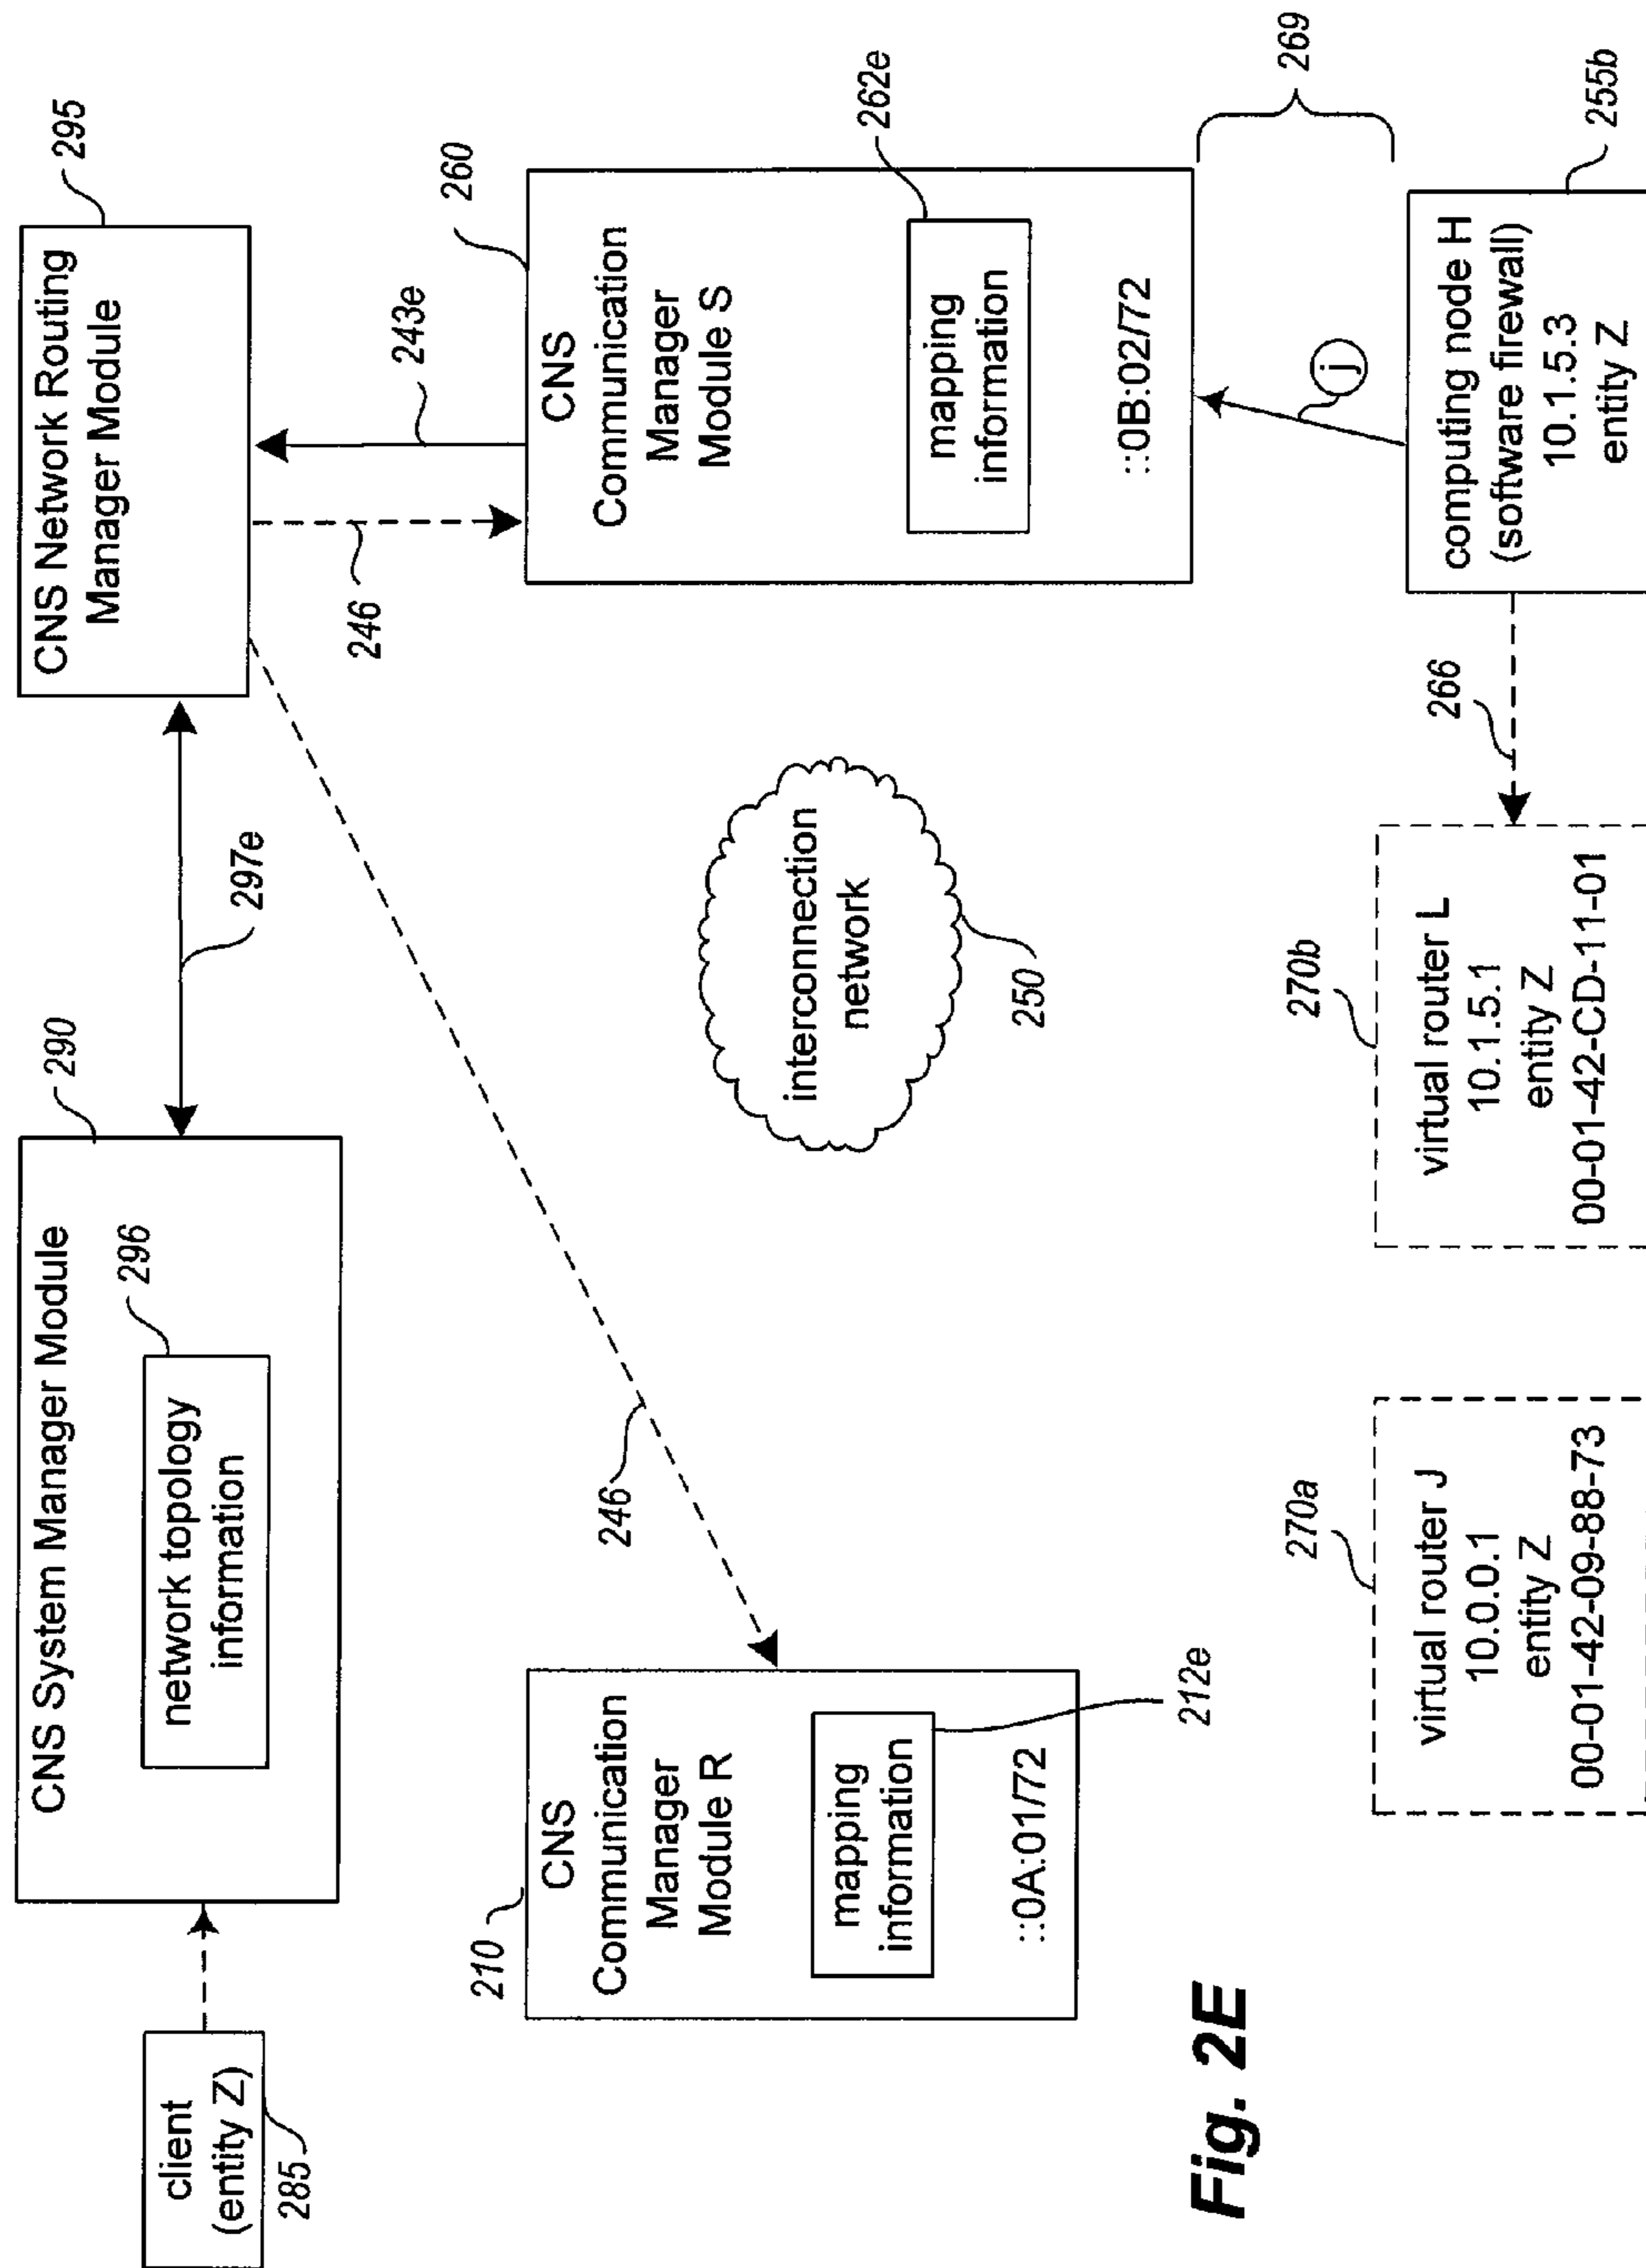 client
(entity Z)
285
CNS System Manager Module
290
network topology
information
296
297e
CNS Network Routing
Manager Module
295
246
243e
246
210
CNS
Communication
Manager
Module R
mapping
information
212e
::0A:01/72
interconnection
network
250
260
CNS
Communication
Manager
Module S
mapping
information
262e
::0B:02/72
269
j
270a
virtual router J
10.0.0.1
entity Z
00-01-42-09-88-73
270b
virtual router L
10.1.5.1
entity Z
00-01-42-CD-11-01
266
computing node H
(software firewall)
10.1.5.3
entity Z
255b
Fig. 2E